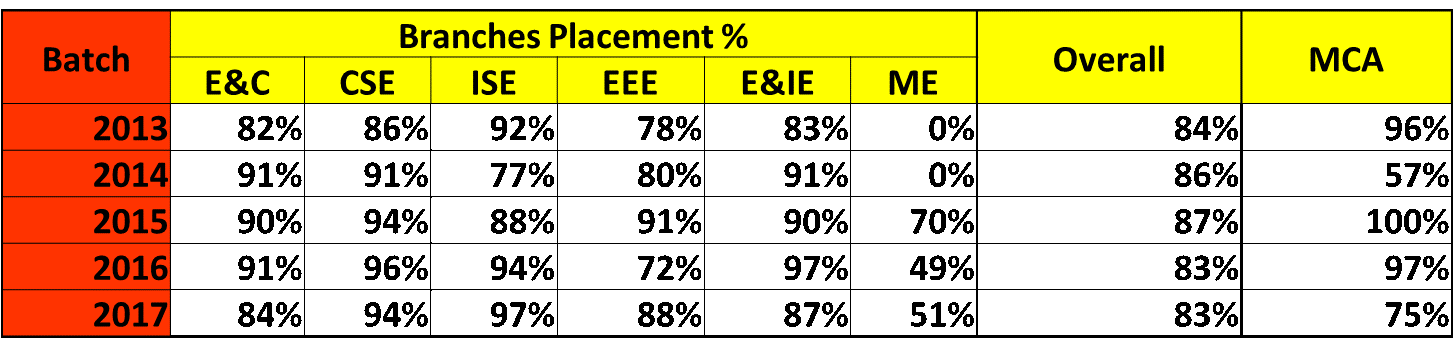 Batch Branches Placement % Overall MCA
E&C CSE ISE EEE E&IE ME
2013 82% 86% 92% 78% 83% 0% 84% 96%
2014 91% 91% 77% 80% 91% 0% 86% 57%
2015 90% 94% 88% 91% 90% 70% 87% 100%
2016 91% 96% 94% 72% 97% 49% 83% 97%
2017 84% 94% 97% 88% 87% 51% 83% 75%